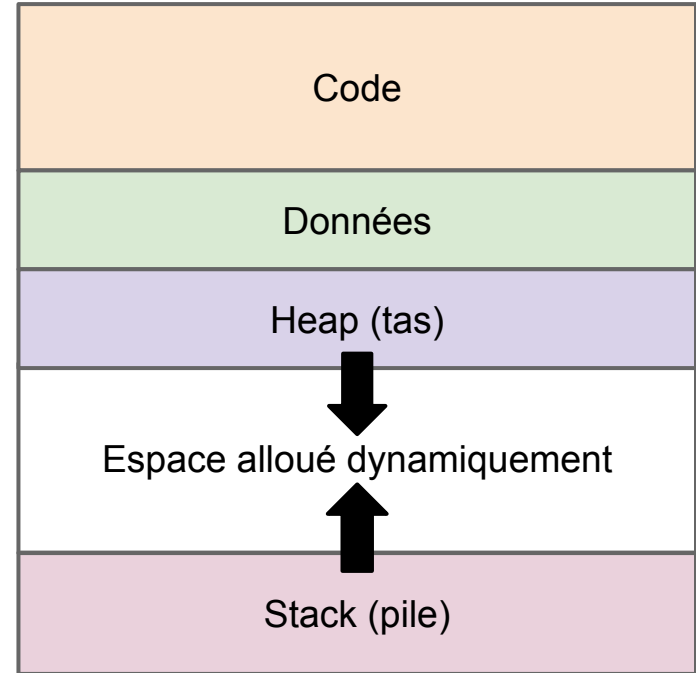 Code
Données
Heap (tas)
Espace alloué dynamiquement
Stack (pile)